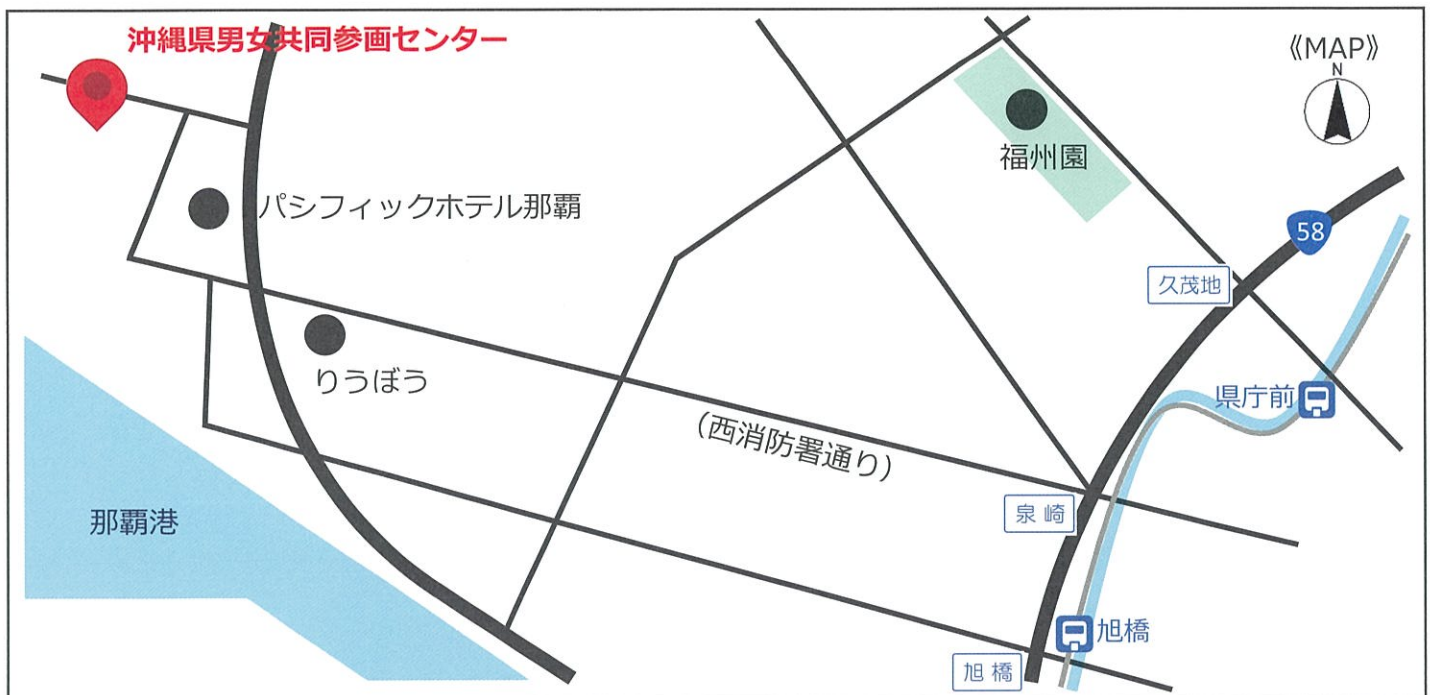 沖縄県男女共同参画センター
《MAP》
N
福州園
パシフィックホテル那覇
58
久茂地
りうぼう
県庁前
(西消防署通り)
那覇港
泉崎
旭橋
旭橋